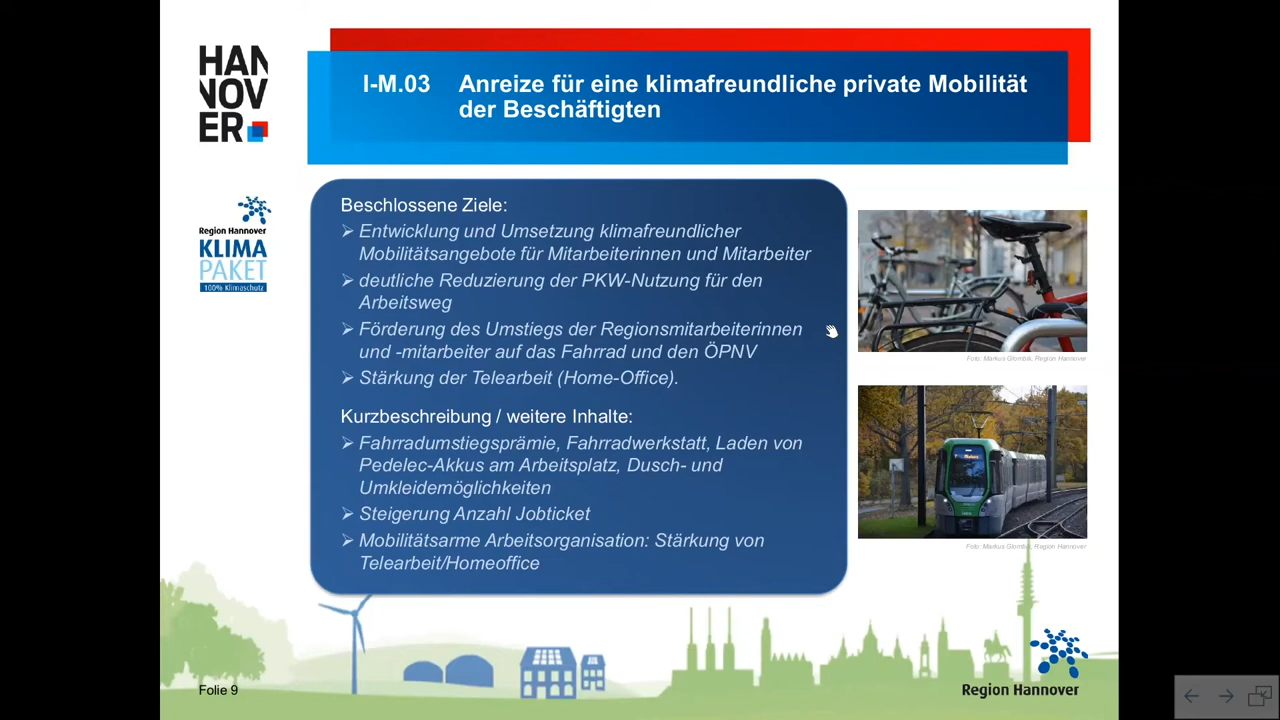 HAN
NOV
ER
I-M.03 Anreize für eine klimafreundliche private Mobilität
der Beschäftigten
Region Hannover
KLIMA
PAKET
100% Klimaschutz
Beschlossene Ziele:
➢ Entwicklung und Umsetzung klimafreundlicher
Mobilitätsangebote für Mitarbeiterinnen und Mitarbeiter
➢ deutliche Reduzierung der PKW-Nutzung für den
Arbeitsweg
➢ Förderung des Umstiegs der Regionsmitarbeiterinnen
und -mitarbeiter auf das Fahrrad und den ÖPNV
➢ Stärkung der Telearbeit (Home-Office).
Kurzbeschreibung / weitere Inhalte:
➢ Fahrradumstiegsprämie, Fahrradwerkstatt, Laden von
Pedelec-Akkus am Arbeitsplatz, Dusch- und
Umkleidemöglichkeiten
➢ Steigerung Anzahl Jobticket
➢ Mobilitätsarme Arbeitsorganisation: Stärkung von
Telearbeit/Homeoffice
Foto: Markus Glombik, Region Hannover
Foto: Markus Glombik, Region Hannover
Folie 9
Region Hannover